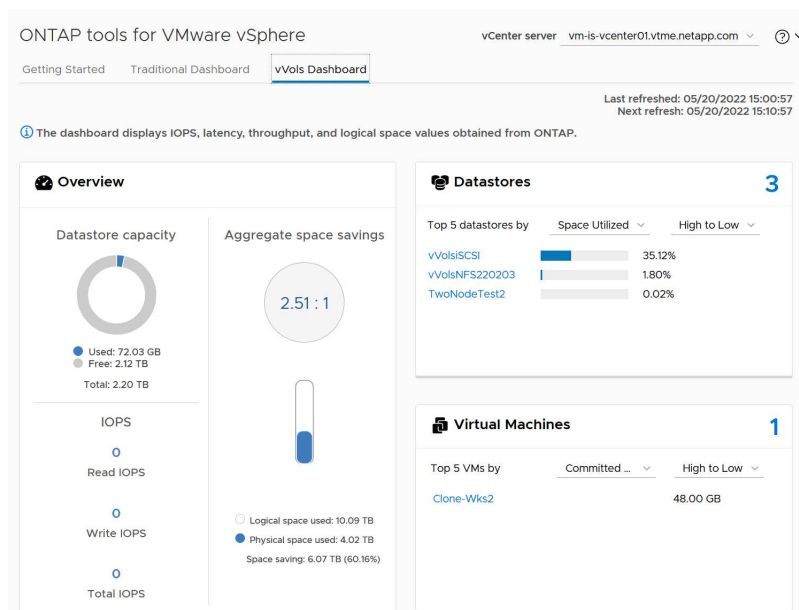 ONTAP tools for VMware vSphere
vCenter server vm-is-vcenter01.vtme.netapp.com
Getting Started Traditional Dashboard vVols Dashboard
Last refreshed: 05/20/2022 15:00:57
Next refresh: 05/20/2022 15:10:57
The dashboard displays IOPS, latency, throughput, and logical space values obtained from ONTAP.
Overview
Datastore capacity
Used: 72.03 GB
Free: 2.12 TB
Total: 2.20 TB
IOPS
0
Read IOPS
0
Write IOPS
0
Total IOPS
Aggregate space savings
2.51 : 1
Logical space used: 10.09 TB
Physical space used: 4.02 TB
Space saving: 6.07 TB (60.16%)
Datastores 3
Top 5 datastores by Space Utilized High to Low
vVolsiSCSI 35.12%
vVolsNFS220203 1.80%
TwoNodeTest2 0.02%
Virtual Machines 1
Top 5 VMs by Committed ... High to Low
Clone-Wks2 48.00 GB